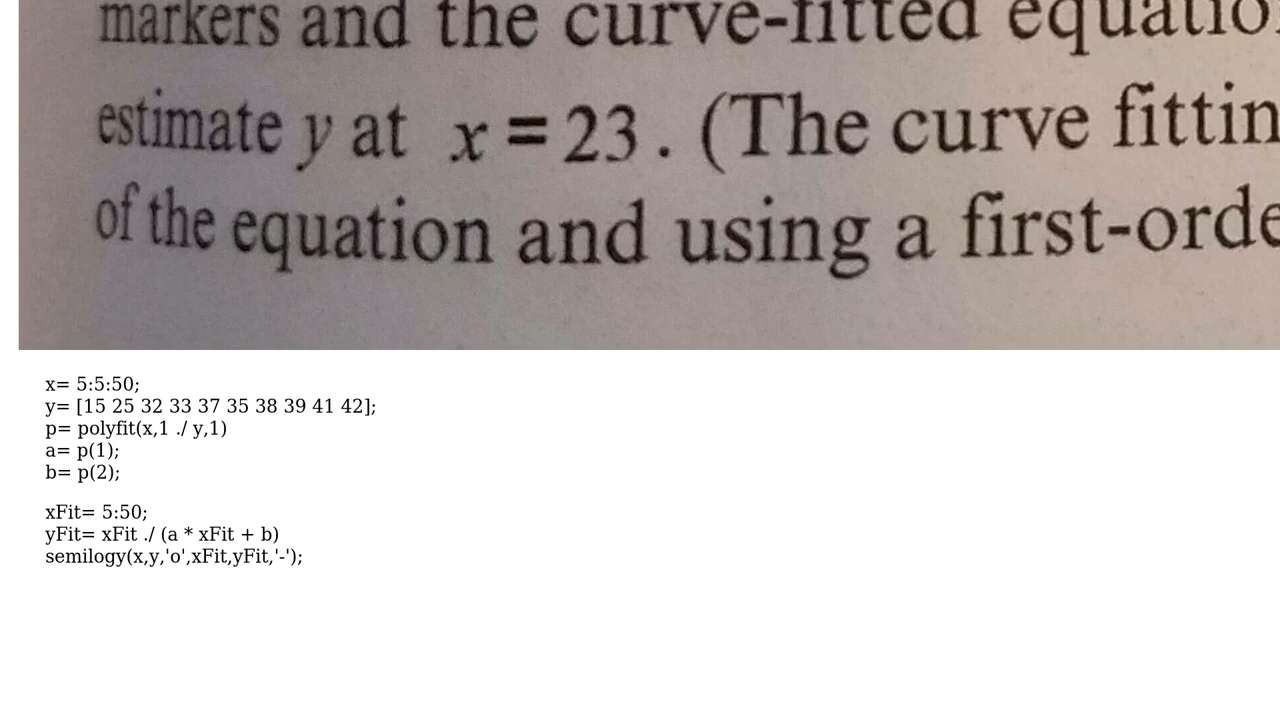 markers and the curve-fitted equatio
estimate y at x = 23. (The curve fittin
of the equation and using a first-orde
x= 5:5:50;
y= [15 25 32 33 37 35 38 39 41 42];
p= polyfit(x,1 ./ y,1)
a= p(1);
b= p(2);
xFit= 5:50;
yFit= xFit ./ (a * xFit + b)
semilogy(x,y,'o',xFit,yFit,'-');